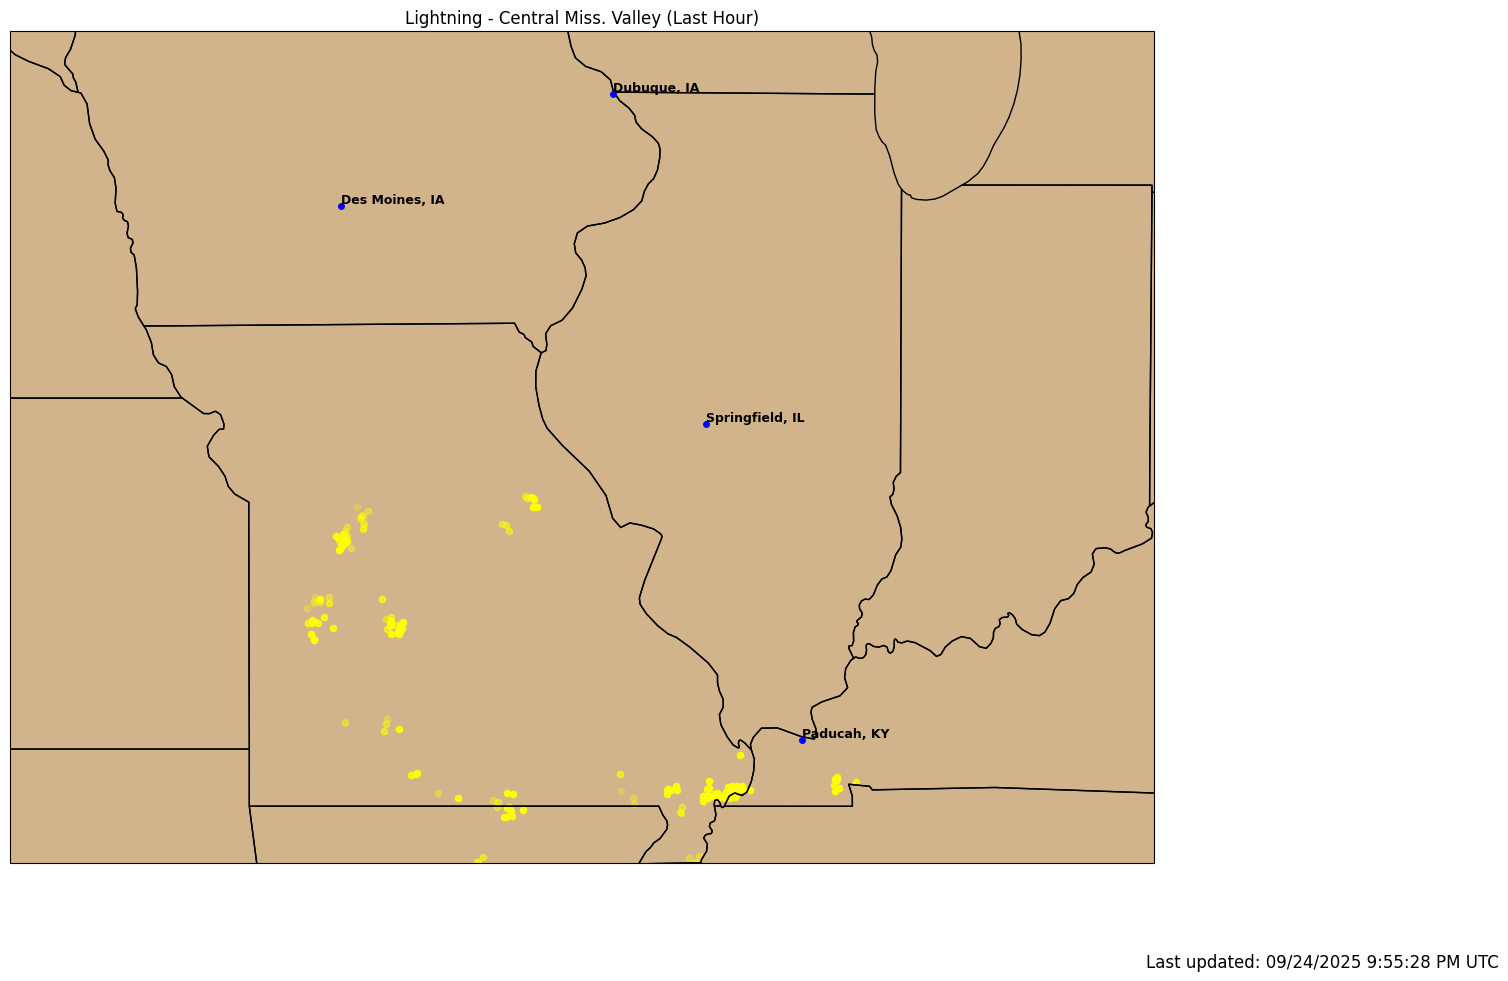 Lightning - Central Miss. Valley (Last Hour)
Dubuque, IA
Des Moines, IA
Springfield, IL
Paducah, KY
Last updated: 09/24/2025 9:55:28 PM UTC